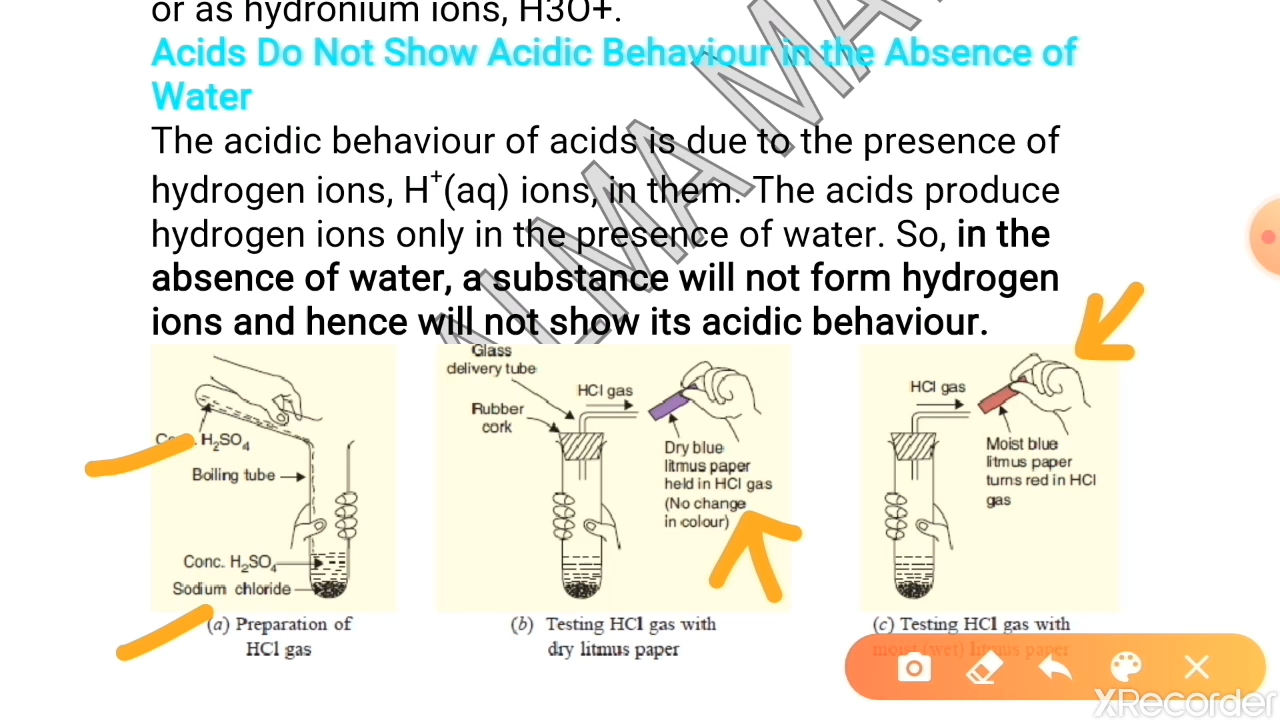 or as hydronium ions, H3O+.
Acids Do Not Show Acidic Behaviour in the Absence of
Water
The acidic behaviour of acids is due to the presence of
hydrogen ions, H⁺(aq) ions, in them. The acids produce
hydrogen ions only in the presence of water. So, in the
absence of water, a substance will not form hydrogen
ions and hence will not show its acidic behaviour.
H₂SO₄
Boiling tube
Conc. H₂SO₄
Sodium chloride
(a) Preparation of
HCl gas
Glass
delivery tube
HCl gas
Rubber
cork
Dry blue
litmus paper
held in HCl gas
(No change
in colour)
(b) Testing HCl gas with
dry litmus paper
HCl gas
Moist blue
litmus paper
turns red in HCl
gas
(c) Testing HCl gas with
moist (wet) litmus paper
ALMA MA
XRecorder